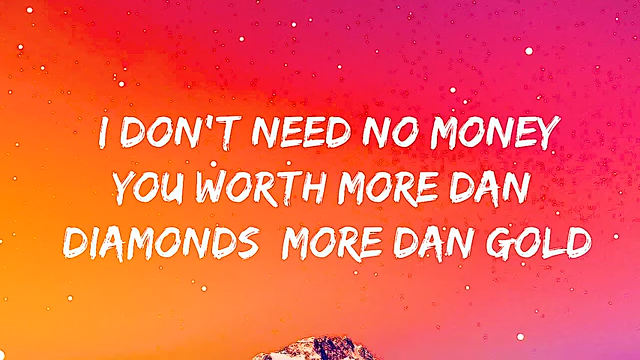 I DON'T NEED NO MONEY
YOU WORTH MORE DAN
DIAMONDS  MORE DAN GOLD